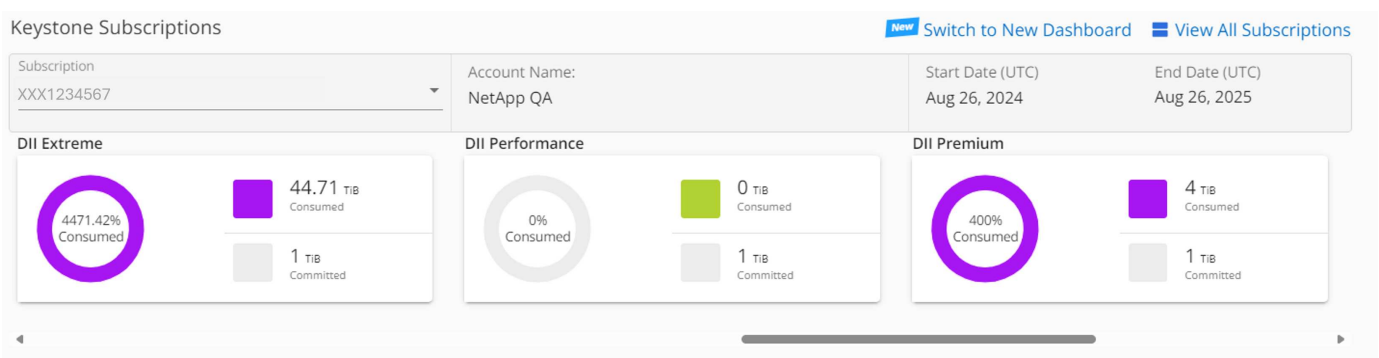 Keystone Subscriptions
New Switch to New Dashboard
View All Subscriptions
Subscription
XXX1234567
Account Name:
NetApp QA
Start Date (UTC)
Aug 26, 2024
End Date (UTC)
Aug 26, 2025
DII Extreme
4471.42%
Consumed
44.71 TiB
Consumed
1 TiB
Committed
DII Performance
0%
Consumed
0 TiB
Consumed
1 TiB
Committed
DII Premium
400%
Consumed
4 TiB
Consumed
1 TiB
Committed